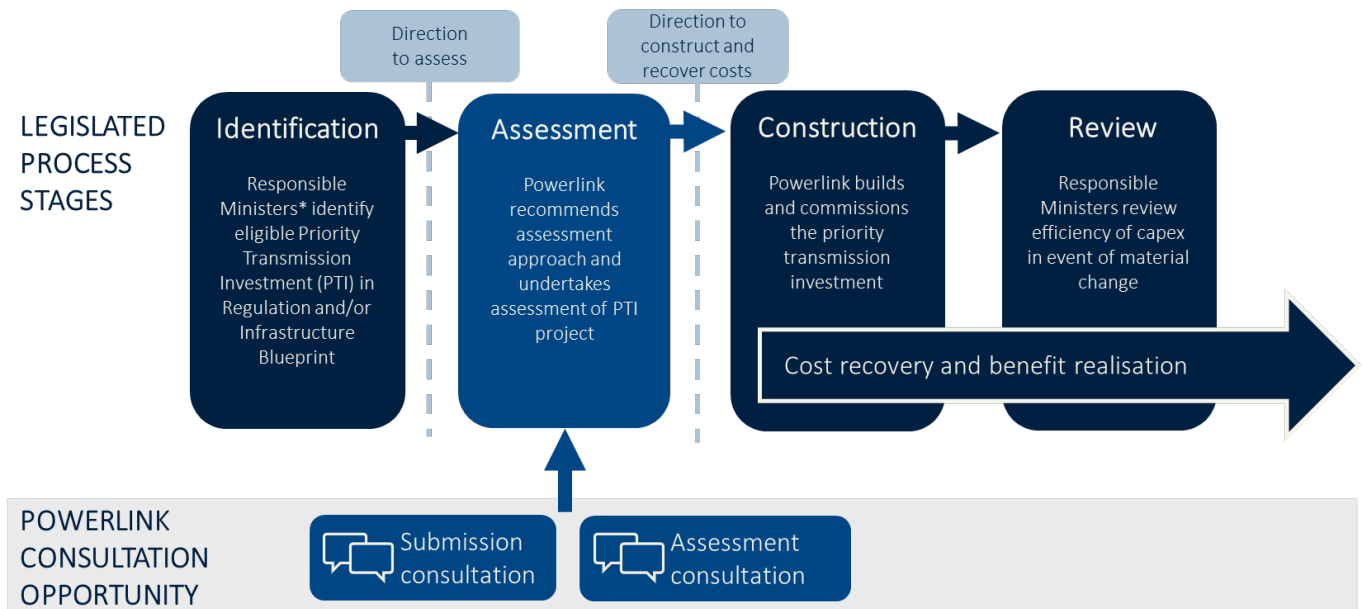 Direction
to assess
Direction to
construct and
recover costs
LEGISLATED
PROCESS
STAGES
Identification
Responsible
Ministers* identify
eligible Priority
Transmission
Investment (PTI) in
Regulation and/or
Infrastructure
Blueprint
Assessment
Powerlink
recommends
assessment
approach and
undertakes
assessment of PTI
project
Construction
Powerlink builds
and commissions
the priority
transmission
investment
Review
Responsible
Ministers review
efficiency of capex
in event of material
change
Cost recovery and benefit realisation
POWERLINK
CONSULTATION
OPPORTUNITY
Submission
consultation
Assessment
consultation